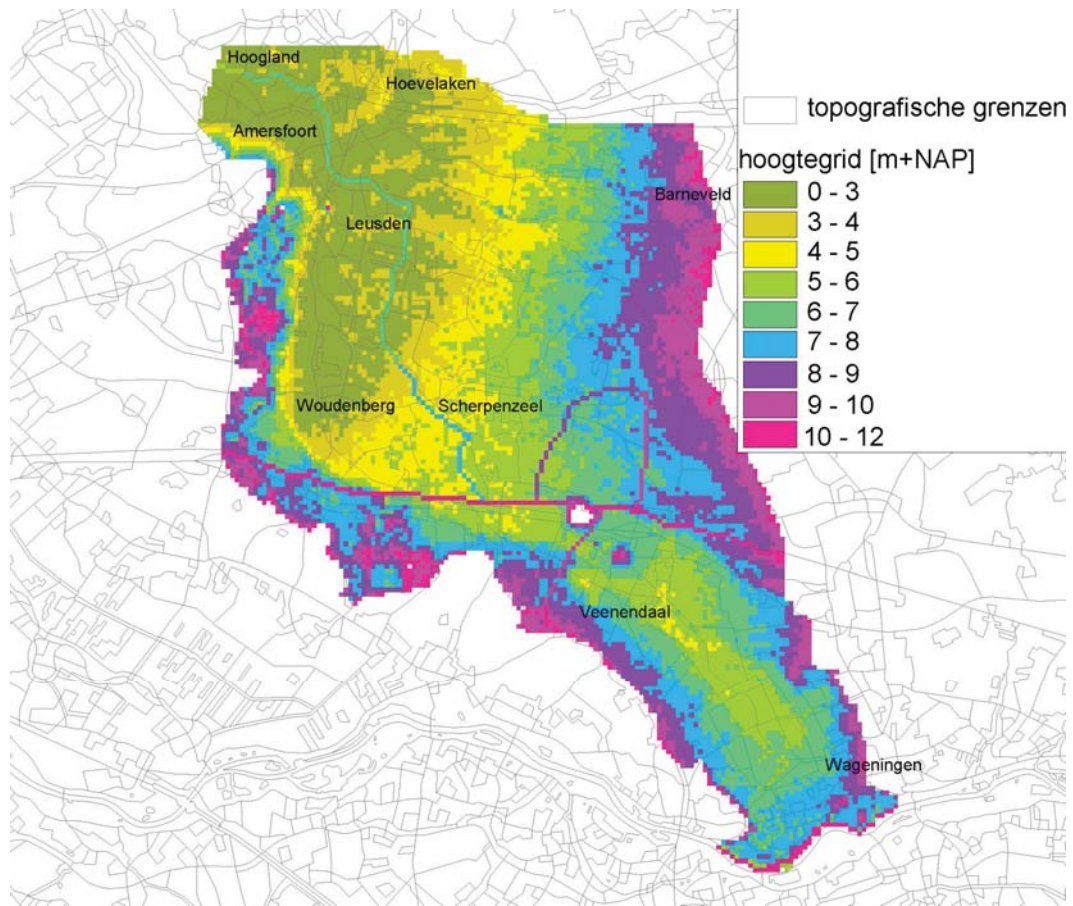 Hoogland
Hoevelaken
Amersfoort
Leusden
Barneveld
Woudenberg
Scherpenzeel
Veenendaal
Wageningen
topografische grenzen
hoogtegrid [m+NAP]
0 - 3
3 - 4
4 - 5
5 - 6
6 - 7
7 - 8
8 - 9
9 - 10
10 - 12